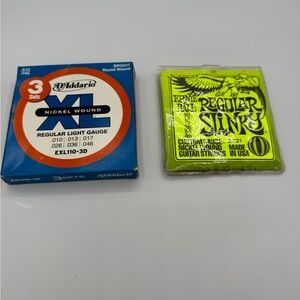 3
Sets
D'Addario
BRIGHT
Round Wound
XL
NICKEL WOUND
REGULAR LIGHT GAUGE
.010 .013 .017
.026 .036 .046
EXL110-3D
ERNIE BALL
REGULAR
SLINKY
NICKEL WOUND MADE
GUITAR STRINGS IN USA